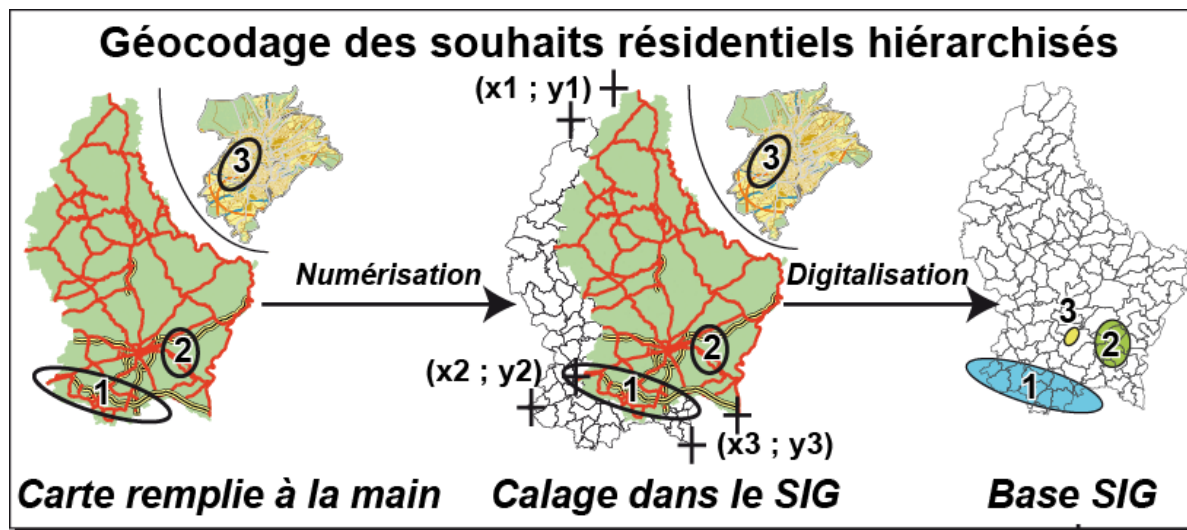 Géocodage des souhaits résidentiels hiérarchisés
(x1 ; y1)
3
3
Numérisation
Digitalisation
3
2
2
2
(x2 ; y2)
1
1
1
(x3 ; y3)
Carte remplie à la main
Calage dans le SIG
Base SIG